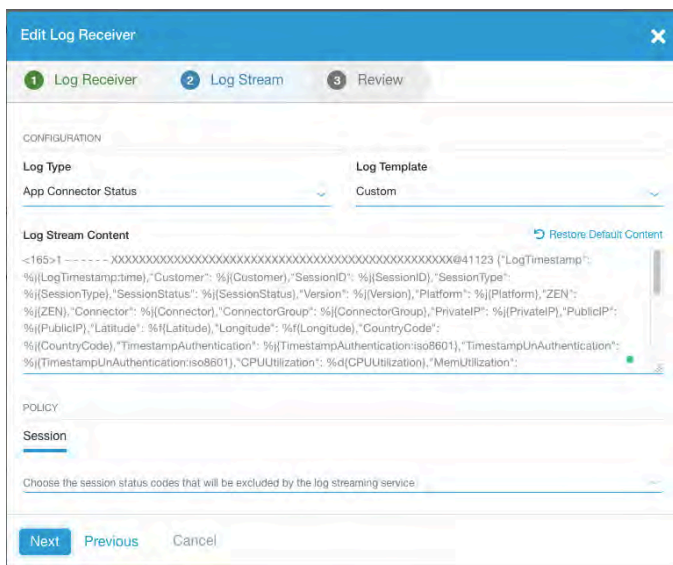 Edit Log Receiver
1 Log Receiver 2 Log Stream 3 Review
CONFIGURATION
Log Type Log Template
App Connector Status Custom
Log Stream Content Restore Default Content
<165>1 - - - - - - XXXXXXXXXXXXXXXXXXXXXXXXXXXXXXXXXXXXXXXXXXXXXXXX@41123 {"LogTimestamp":
%j{LogTimestamp:time},"Customer": %j{Customer},"SessionID": %j{SessionID},"SessionType":
%j{SessionType},"SessionStatus": %j{SessionStatus},"Version": %j{Version},"Platform": %j{Platform},"ZEN":
%j{ZEN},"Connector": %j{Connector},"ConnectorGroup": %j{ConnectorGroup},"PrivateIP": %j{PrivateIP},"PublicIP":
%j{PublicIP},"Latitude": %f{Latitude},"Longitude": %f{Longitude},"CountryCode":
%j{CountryCode},"TimestampAuthentication": %j{TimestampAuthentication:iso8601},"TimestampUnAuthentication":
%j{TimestampUnAuthentication:iso8601},"CPUUtilization": %d{CPUUtilization},"MemUtilization":
POLICY
Session
Choose the session status codes that will be excluded by the log streaming service
Next Previous Cancel